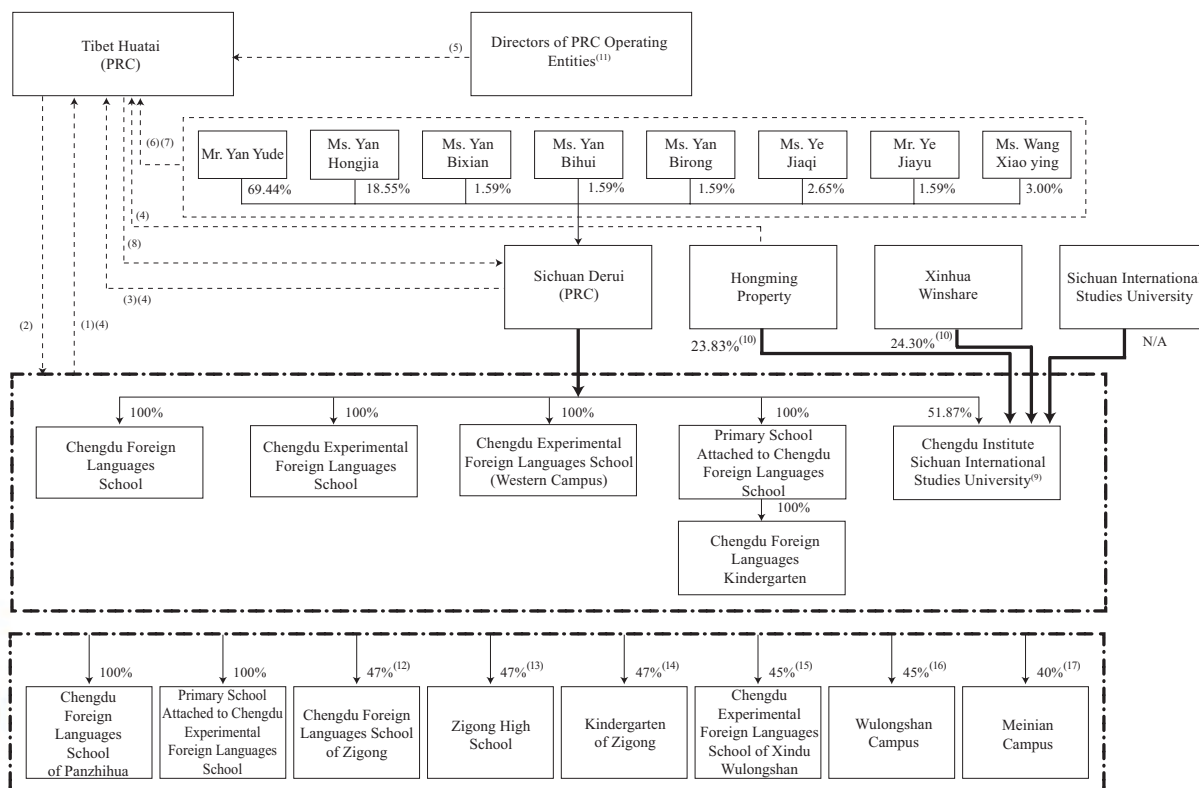 Tibet Huatai
(PRC)
(5)
Directors of PRC Operating
Entities(11)
(6)(7)
Mr. Yan Yude
Ms. Yan
Hongjia
Ms. Yan
Bixian
Ms. Yan
Bihui
Ms. Yan
Birong
Ms. Ye
Jiaqi
Mr. Ye
Jiayu
Ms. Wang
Xiao ying
69.44%
18.55%
1.59%
1.59%
1.59%
2.65%
1.59%
3.00%
(4)
(8)
(3)(4)
(2)
(1)(4)
Sichuan Derui
(PRC)
Hongming
Property
Xinhua
Winshare
Sichuan International
Studies University
23.83%(10)
24.30%(10)
N/A
100%
100%
100%
100%
51.87%
Chengdu Foreign
Languages
School
Chengdu Experimental
Foreign Languages
School
Chengdu Experimental
Foreign Languages School
(Western Campus)
Primary School
Attached to Chengdu
Foreign Languages
School
Chengdu Institute
Sichuan International
Studies University(9)
100%
Chengdu Foreign
Languages
Kindergarten
100%
100%
47%(12)
47%(13)
47%(14)
45%(15)
45%(16)
40%(17)
Chengdu
Foreign
Languages
School
of Panzhihua
Primary School
Attached to Chengdu
Experimental
Foreign Languages
School
Chengdu Foreign
Languages School
of Zigong
Zigong High
School
Kindergarten
of Zigong
Chengdu
Experimental
Foreign Languages
School of Xindu
Wulongshan
Wulongshan
Campus
Meinian
Campus